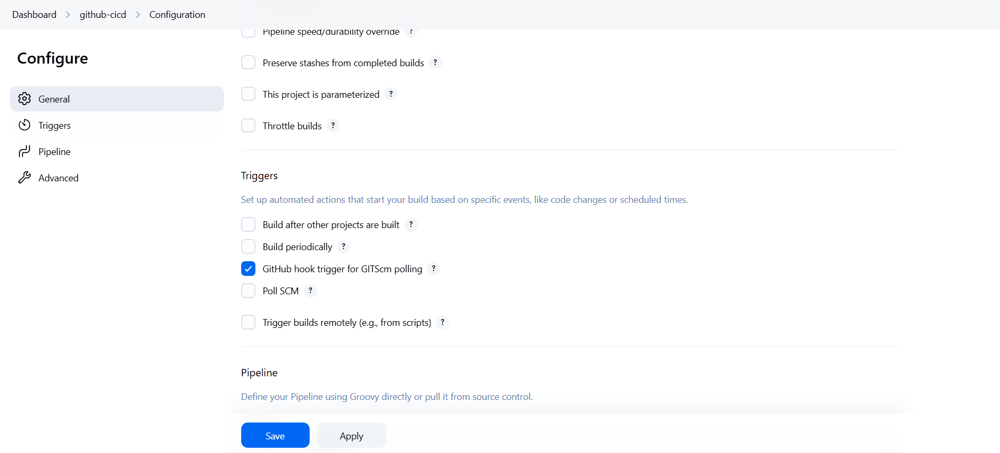 Dashboard > github-cicd > Configuration
Pipeline speed/durability override ?
Configure
Preserve stashes from completed builds ?
General
This project is parameterized ?
Triggers
Throttle builds ?
Pipeline
Advanced
Triggers
Set up automated actions that start your build based on specific events, like code changes or scheduled times.
Build after other projects are built ?
Build periodically ?
GitHub hook trigger for GITScm polling ?
Poll SCM ?
Trigger builds remotely (e.g., from scripts) ?
Pipeline
Define your Pipeline using Groovy directly or pull it from source control.
Save
Apply